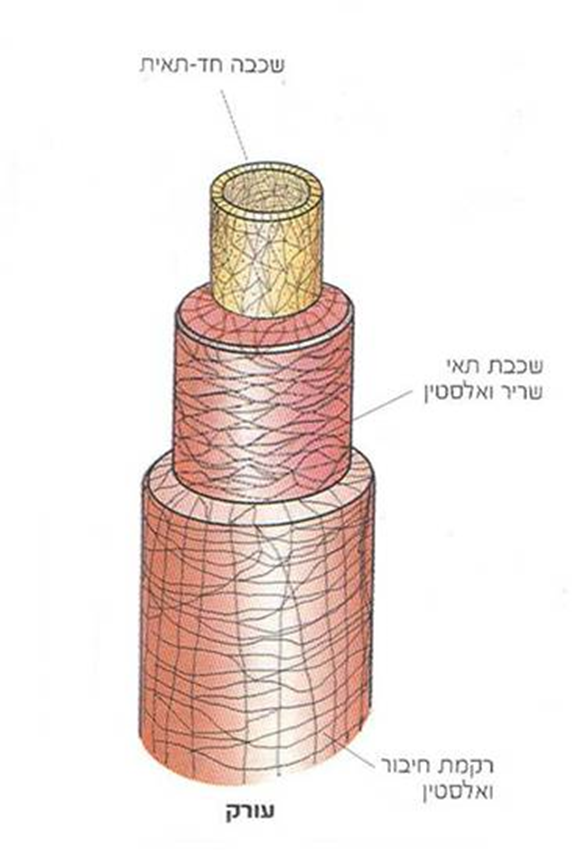 שכבה חד-תאית
שכבת תאי
שריר ואלסטין
רקמת חיבור
ואלסטין
עורק